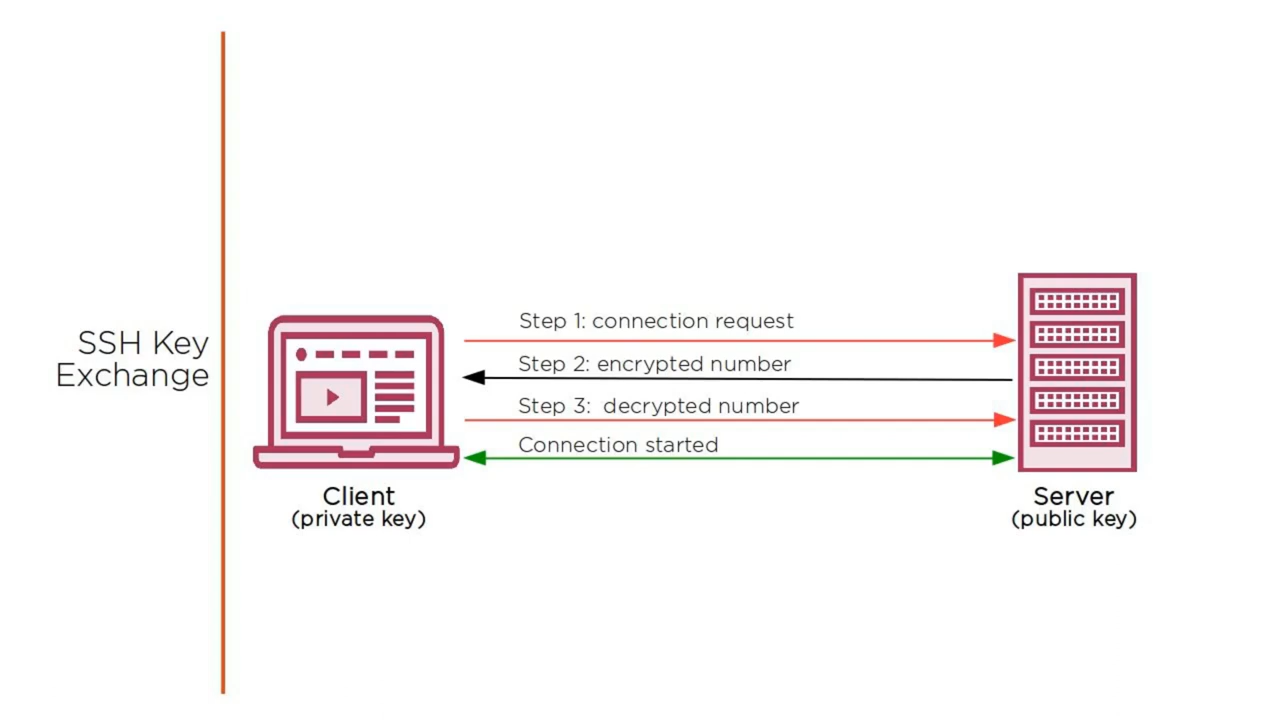 SSH Key
Exchange
Step 1: connection request
Step 2: encrypted number
Step 3:  decrypted number
Connection started
Client
(private key)
Server
(public key)